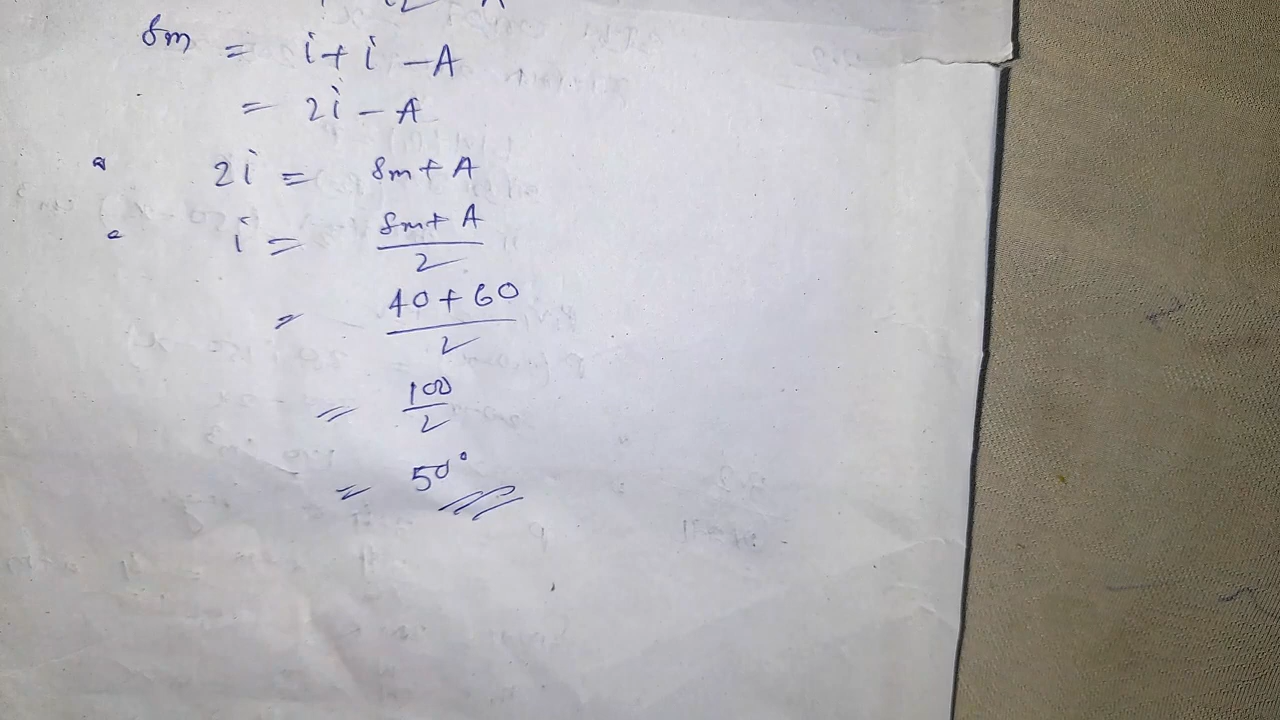 δm = i + i - A
= 2i - A
2i = δm + A
i = δm + A / 2
= 40 + 60 / 2
= 100 / 2
= 50°